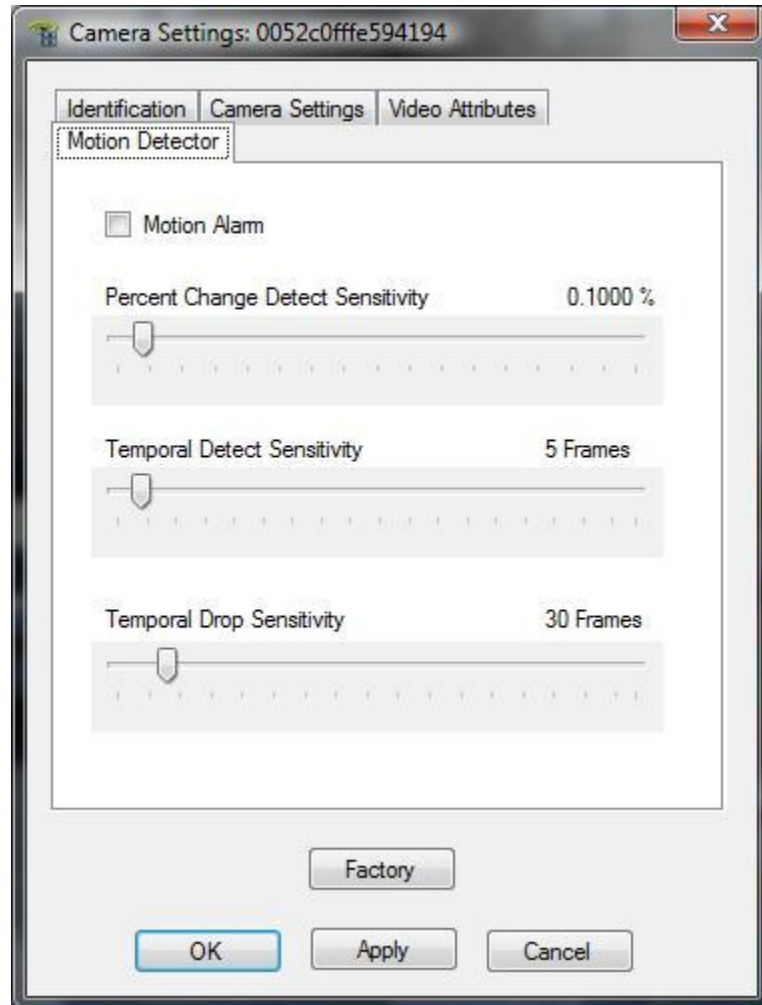 Camera Settings: 0052c0fffe594194
Identification Camera Settings Video Attributes
Motion Detector
Motion Alarm
Percent Change Detect Sensitivity 0.1000 %
Temporal Detect Sensitivity 5 Frames
Temporal Drop Sensitivity 30 Frames
Factory
OK Apply Cancel